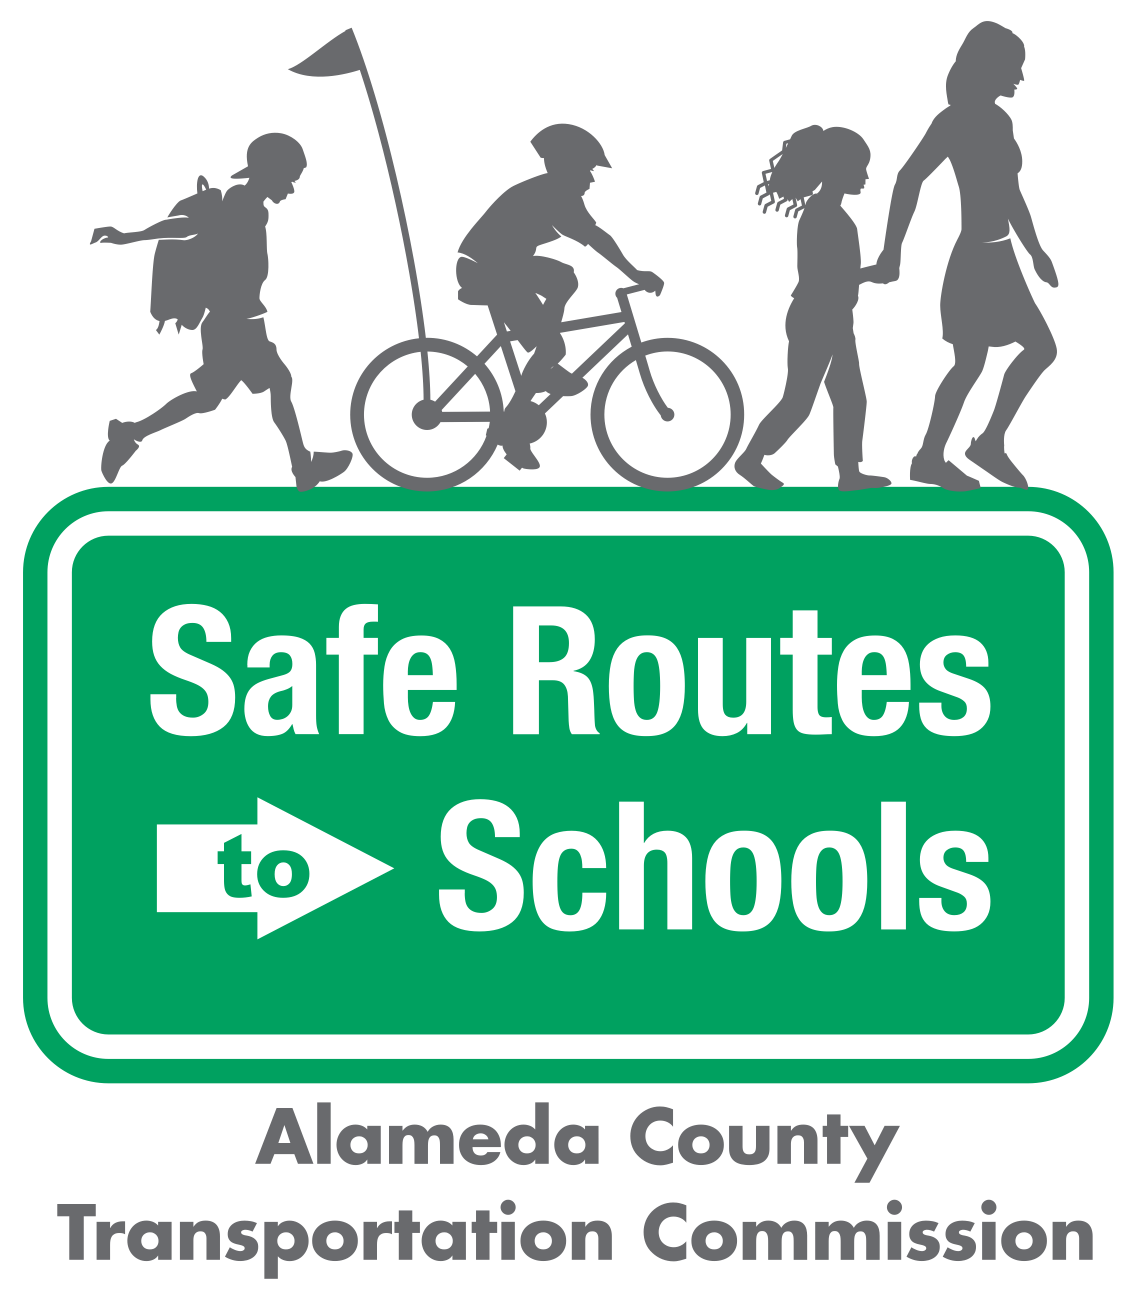 Safe Routes
to Schools
Alameda County
Transportation Commission